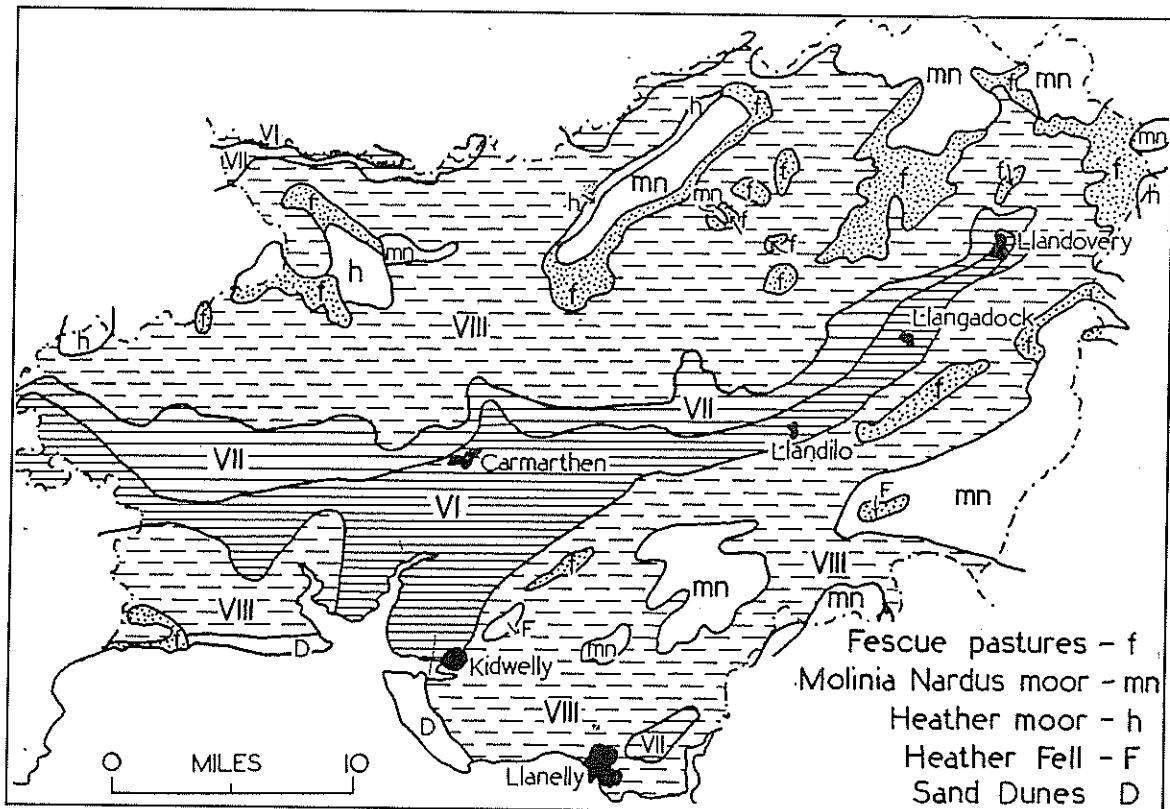 mn
f
mn
h
f
VI
VII
mn
f
h
h
mn
f
f
mn
f
f
f
h
f
mn
f
f
Llandovery
f
f
f
VIII
h
Llangadock
f
f
VII
Llandilo
VII
Carmarthen
VI
F
mn
f
mn
VIII
VIII
F
mn
mn
f
D
Kidwelly
VIII
D
VII
Llanelly
Fescue pastures - f
Molinia Nardus moor - mn
Heather moor - h
Heather Fell - F
Sand Dunes D
0 MILES 10